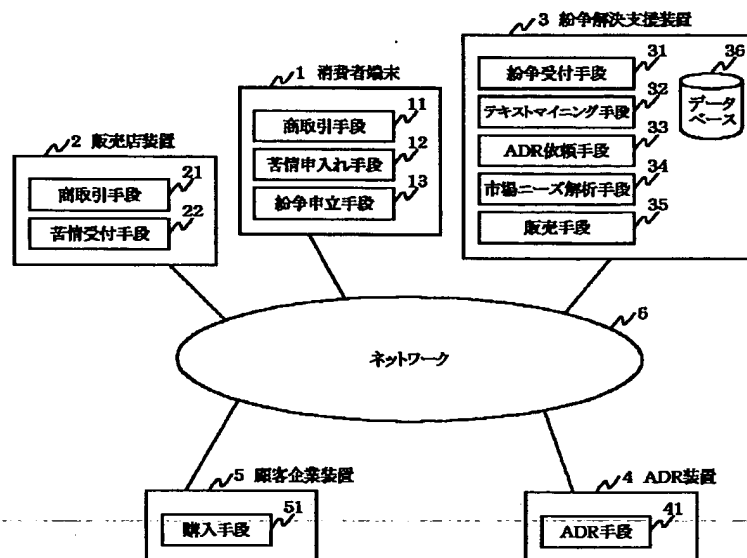 3 紛争解決支援装置
31
紛争受付手段
32
テキストマイニング手段
33
ADR依頼手段
34
市場ニーズ解析手段
35
販売手段
36
データ
ベース
1 消費者端末
11
商取引手段
12
苦情申入れ手段
13
紛争申立手段
2 販売店装置
21
商取引手段
22
苦情受付手段
6
ネットワーク
5 顧客企業装置
51
購入手段
4 ADR装置
41
ADR手段